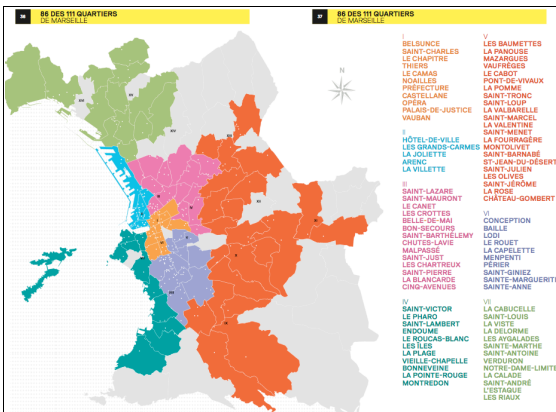 36
86 DES 111 QUARTIERS
DE MARSEILLE
37
86 DES 111 QUARTIERS
DE MARSEILLE
N
I
BELSUNCE
SAINT-CHARLES
LE CHAPITRE
THIERS
LE CAMAS
NOAILLES
PRÉFECTURE
CASTELLANE
OPÉRA
PALAIS-DE-JUSTICE
VAUBAN
II
HÔTEL-DE-VILLE
LES GRANDS-CARMES
LA JOLIETTE
ARENC
LA VILLETTE
III
SAINT-LAZARE
SAINT-MAURONT
LE CANET
LES CROTTES
BELLE-DE-MAI
BON-SECOURS
SAINT-BARTHÉLEMY
CHUTES-LAVIE
MALPASSÉ
SAINT-JUST
LES CHARTREUX
SAINT-PIERRE
LA BLANCARDE
CINQ-AVENUES
IV
SAINT-VICTOR
LE PHARO
SAINT-LAMBERT
ENDOUME
LE ROUCAS-BLANC
LES ÎLES
LA PLAGE
VIEILLE-CHAPELLE
BONNEVEINE
LA POINTE-ROUGE
MONTREDON
V
LES BAUMETTES
LA PANOUSE
MAZARGUES
VAUFRÈGES
LE CABOT
PONT-DE-VIVAUX
LA POMME
SAINT-TRONC
SAINT-LOUP
LA VALBARELLE
SAINT-MARCEL
LA VALENTINE
SAINT-MENET
LA FOURRAGÈRE
MONTOLIVET
SAINT-BARNABÉ
ST-JEAN-DU-DÉSERT
SAINT-JULIEN
LES OLIVES
SAINT-JÉRÔME
LA ROSE
CHÂTEAU-GOMBERT
VI
CONCEPTION
BAILLE
LODI
LE ROUET
LA CAPELETTE
MENPENTI
PÉRIER
SAINT-GINIEZ
SAINTE-MARGUERITE
SAINTE-ANNE
VII
LA CABUCELLE
SAINT-LOUIS
LA VISTE
LA DELORME
LES AYGALADES
SAINTE-MARTHE
SAINT-ANTOINE
VERDURON
NOTRE-DAME-LIMITE
LA CALADE
SAINT-ANDRÉ
L'ESTAQUE
LES RIAUX